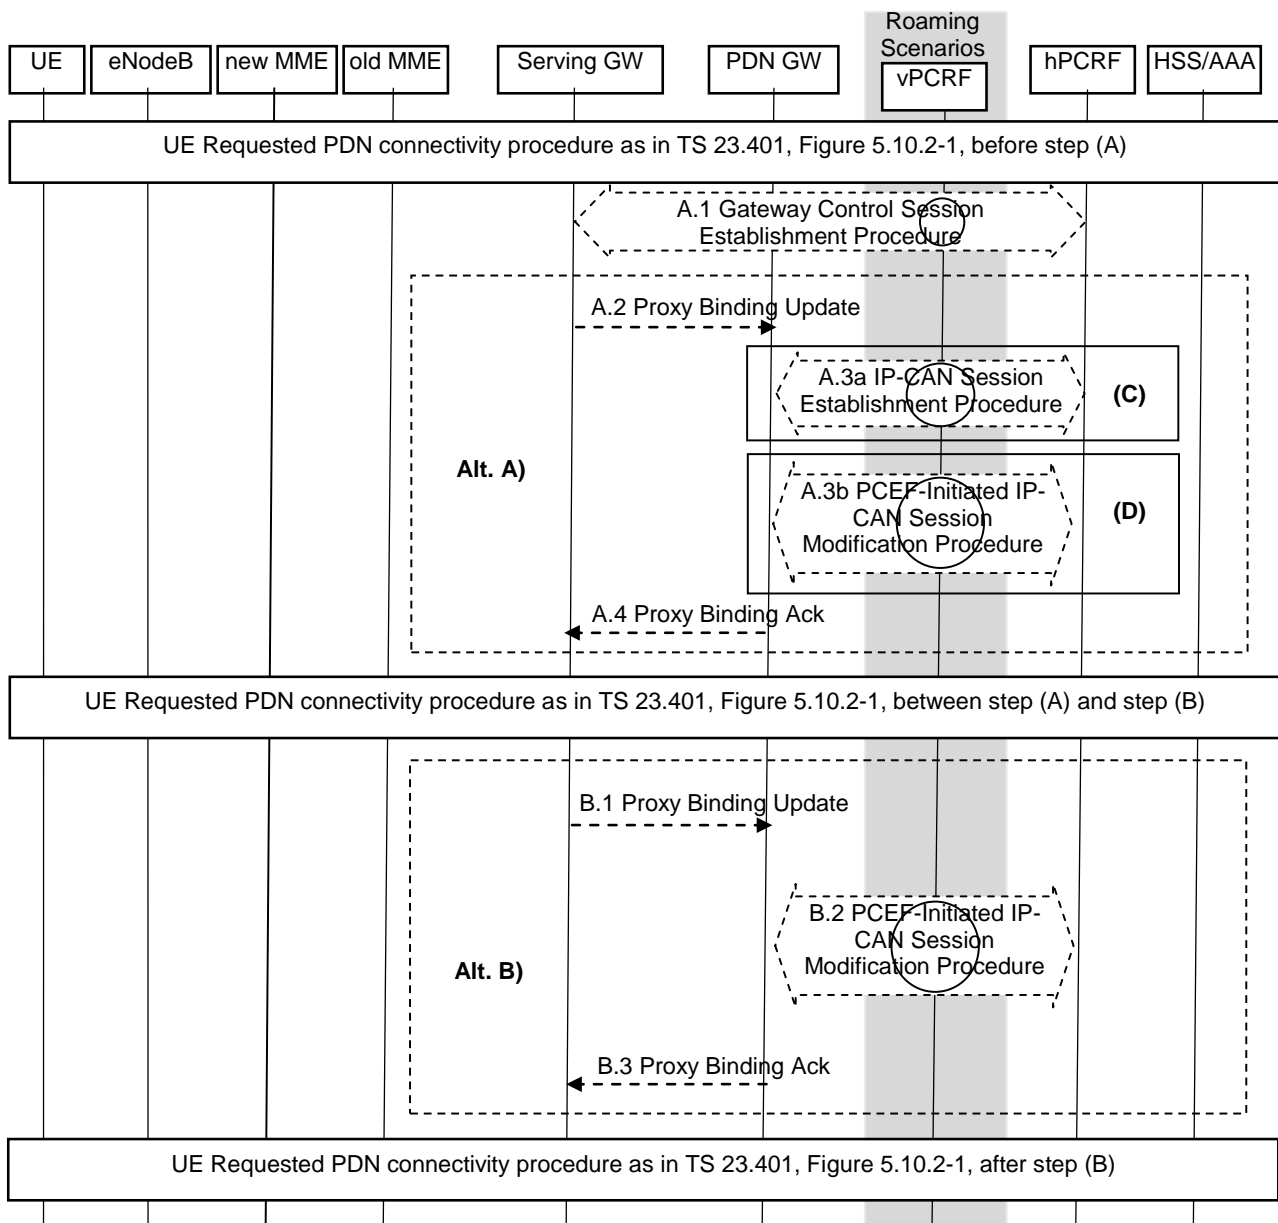 Roaming
Scenarios
UE
eNodeB
new MME
old MME
Serving GW
PDN GW
vPCRF
hPCRF
HSS/AAA
UE Requested PDN connectivity procedure as in TS 23.401, Figure 5.10.2-1, before step (A)
A.1 Gateway Control Session
Establishment Procedure
A.2 Proxy Binding Update
A.3a IP-CAN Session
Establishment Procedure
(C)
Alt. A)
A.3b PCEF-Initiated IP-
CAN Session
Modification Procedure
(D)
A.4 Proxy Binding Ack
UE Requested PDN connectivity procedure as in TS 23.401, Figure 5.10.2-1, between step (A) and step (B)
B.1 Proxy Binding Update
B.2 PCEF-Initiated IP-
CAN Session
Modification Procedure
Alt. B)
B.3 Proxy Binding Ack
UE Requested PDN connectivity procedure as in TS 23.401, Figure 5.10.2-1, after step (B)